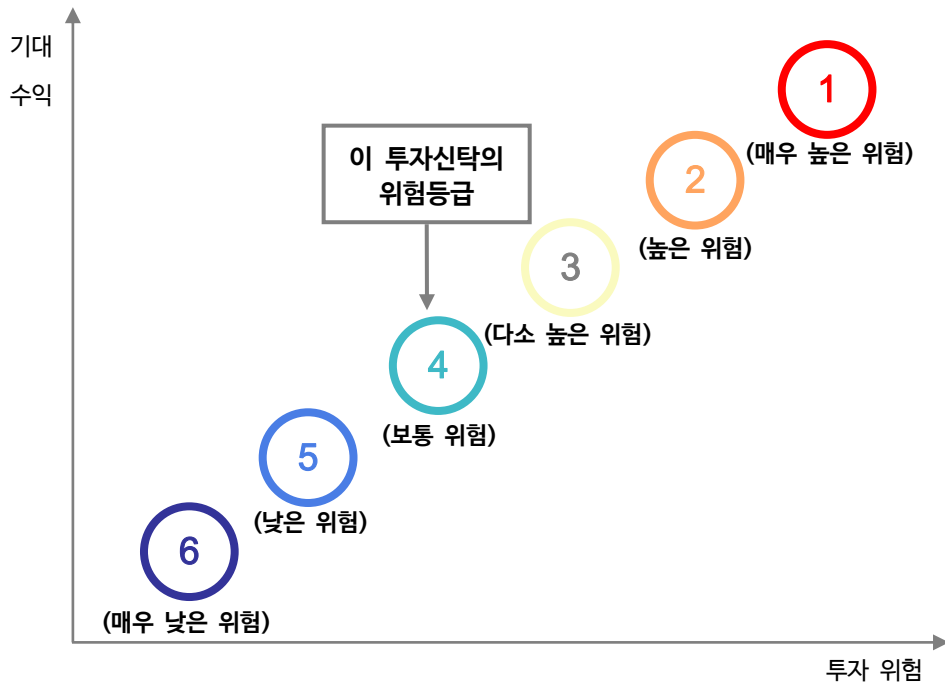 기대
수익
1
(매우 높은 위험)
이 투자신탁의
위험등급
2
(높은 위험)
3
(다소 높은 위험)
4
(보통 위험)
5
(낮은 위험)
6
(매우 낮은 위험)
투자 위험